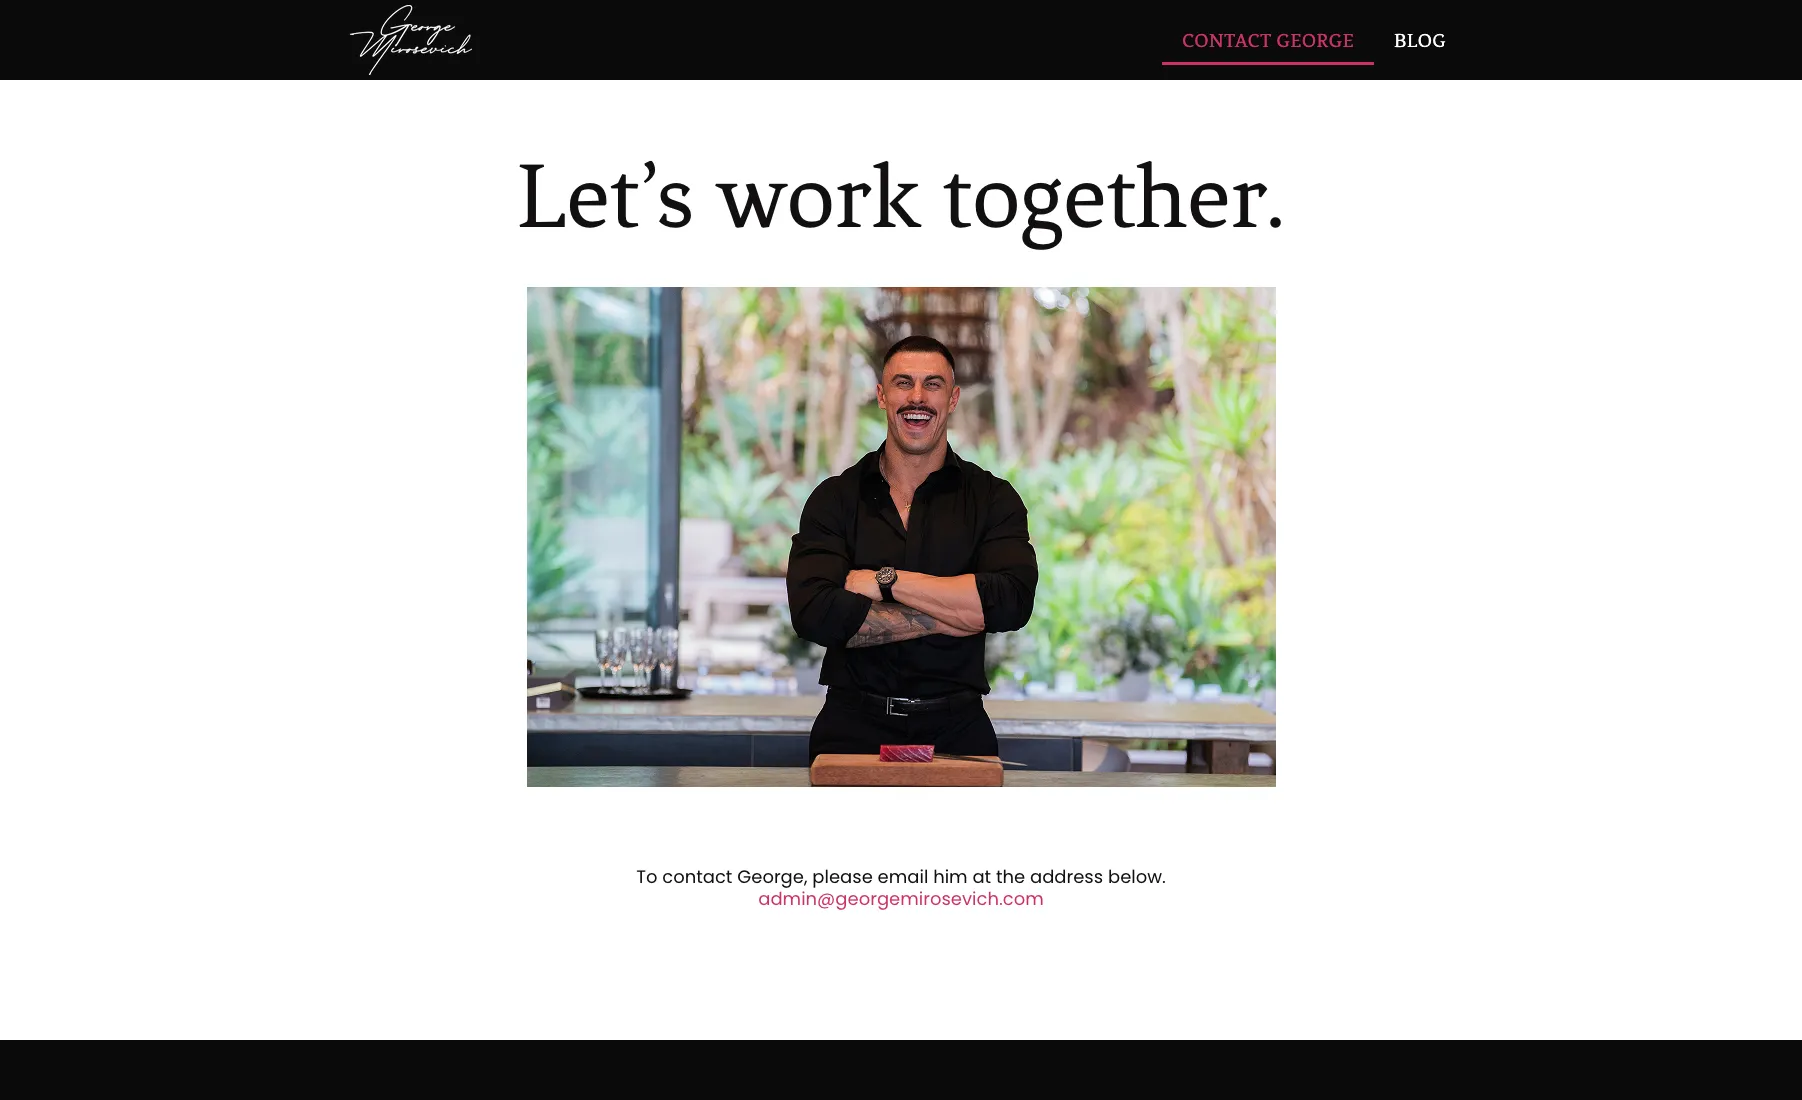 George
Mirosevich
CONTACT GEORGE
BLOG
Let’s work together.
To contact George, please email him at the address below.
admin@georgemirosevich.com